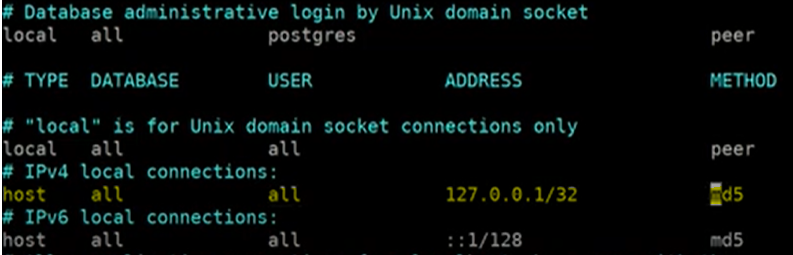 # Database administrative login by Unix domain socket
local   all             postgres                                peer
# TYPE  DATABASE        USER            ADDRESS                 METHOD
# "local" is for Unix domain socket connections only
local   all             all                                     peer
# IPv4 local connections:
host    all             all             127.0.0.1/32            md5
# IPv6 local connections:
host    all             all             ::1/128                 md5